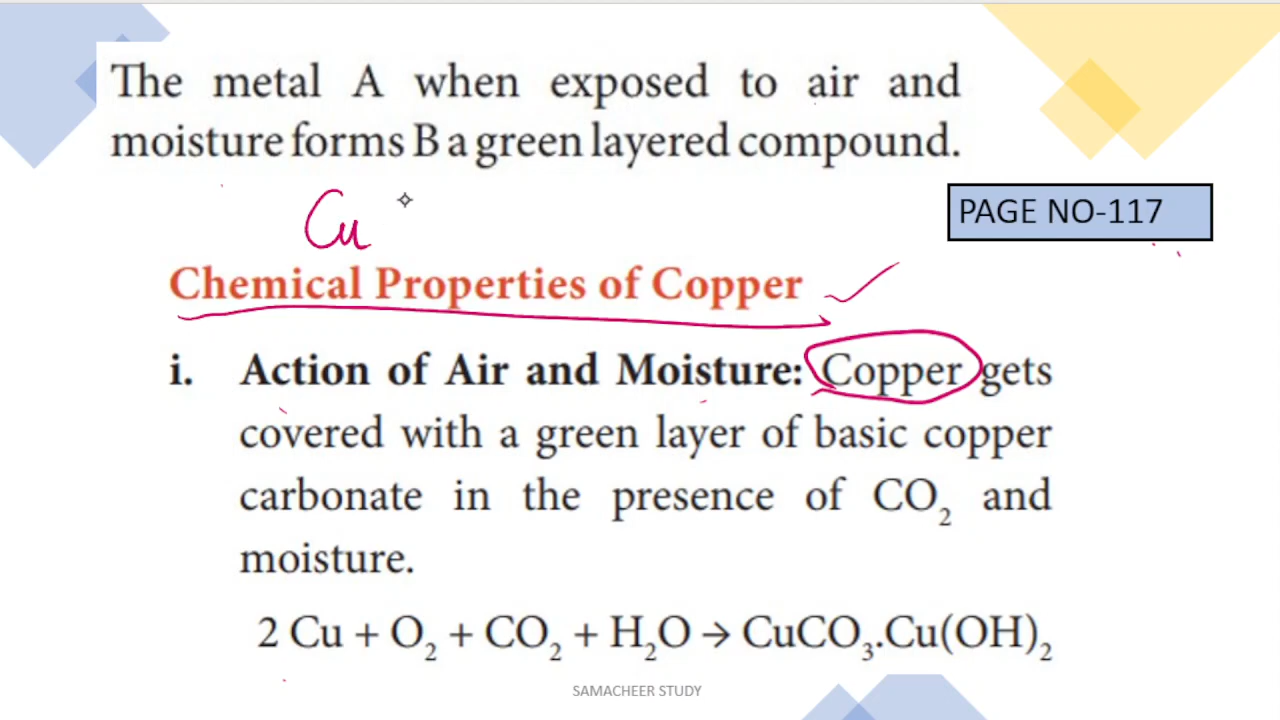 The metal A when exposed to air and
moisture forms B a green layered compound.
Cu
PAGE NO-117
Chemical Properties of Copper
i. Action of Air and Moisture: Copper gets
covered with a green layer of basic copper
carbonate in the presence of CO₂ and
moisture.
2 Cu + O₂ + CO₂ + H₂O → CuCO₃.Cu(OH)₂
SAMACHEER STUDY